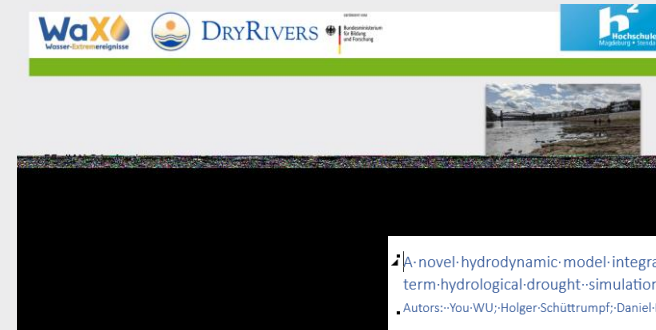 WaX
Wasser-Extremereignisse
DRYRIVERS
Bundesministerium
für Bildung
und Forschung
h²
Hochschule
Magdeburg • Stendal
A·novel·hydrodynamic·model·integra
term·hydrological·drought··simulation
Autors:··You·WU;·Holger·Schüttrumpf;·Daniel·